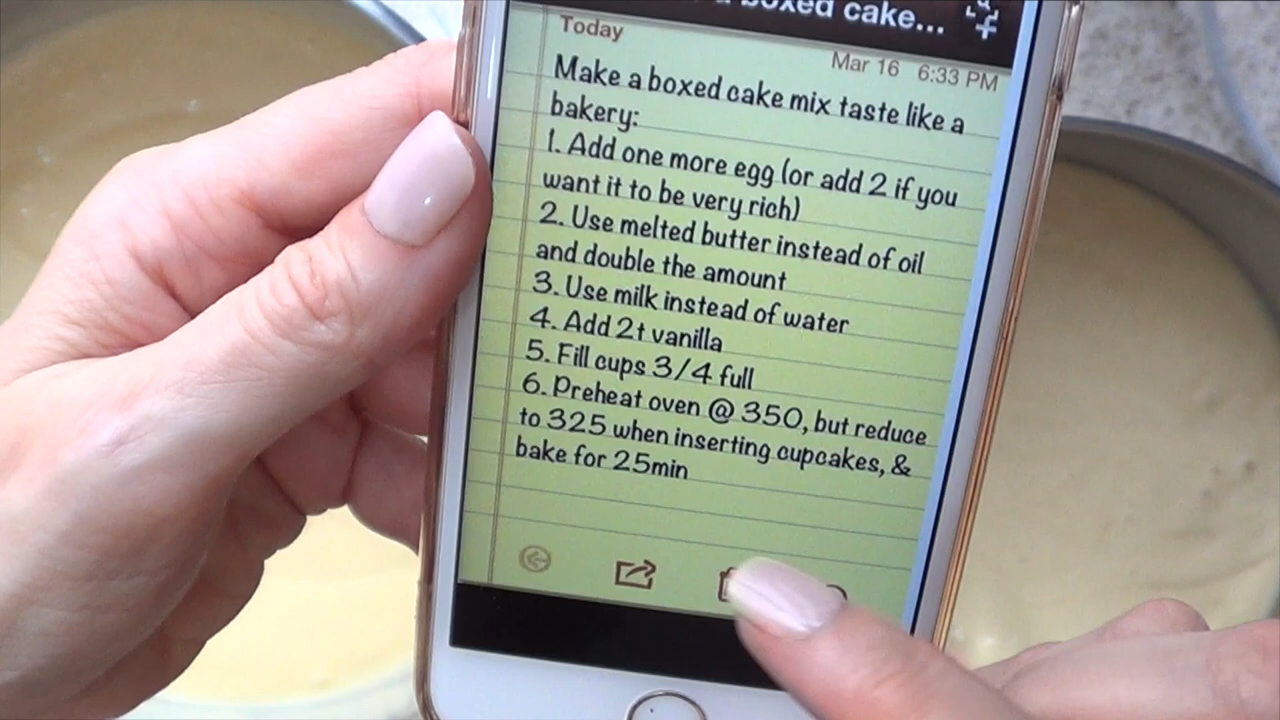 boxed cake...
Today
Mar 16 6:33 PM
Make a boxed cake mix taste like a
bakery:
1. Add one more egg (or add 2 if you
want it to be very rich)
2. Use melted butter instead of oil
and double the amount
3. Use milk instead of water
4. Add 2t vanilla
5. Fill cups 3/4 full
6. Preheat oven @ 350, but reduce
to 325 when inserting cupcakes, &
bake for 25min